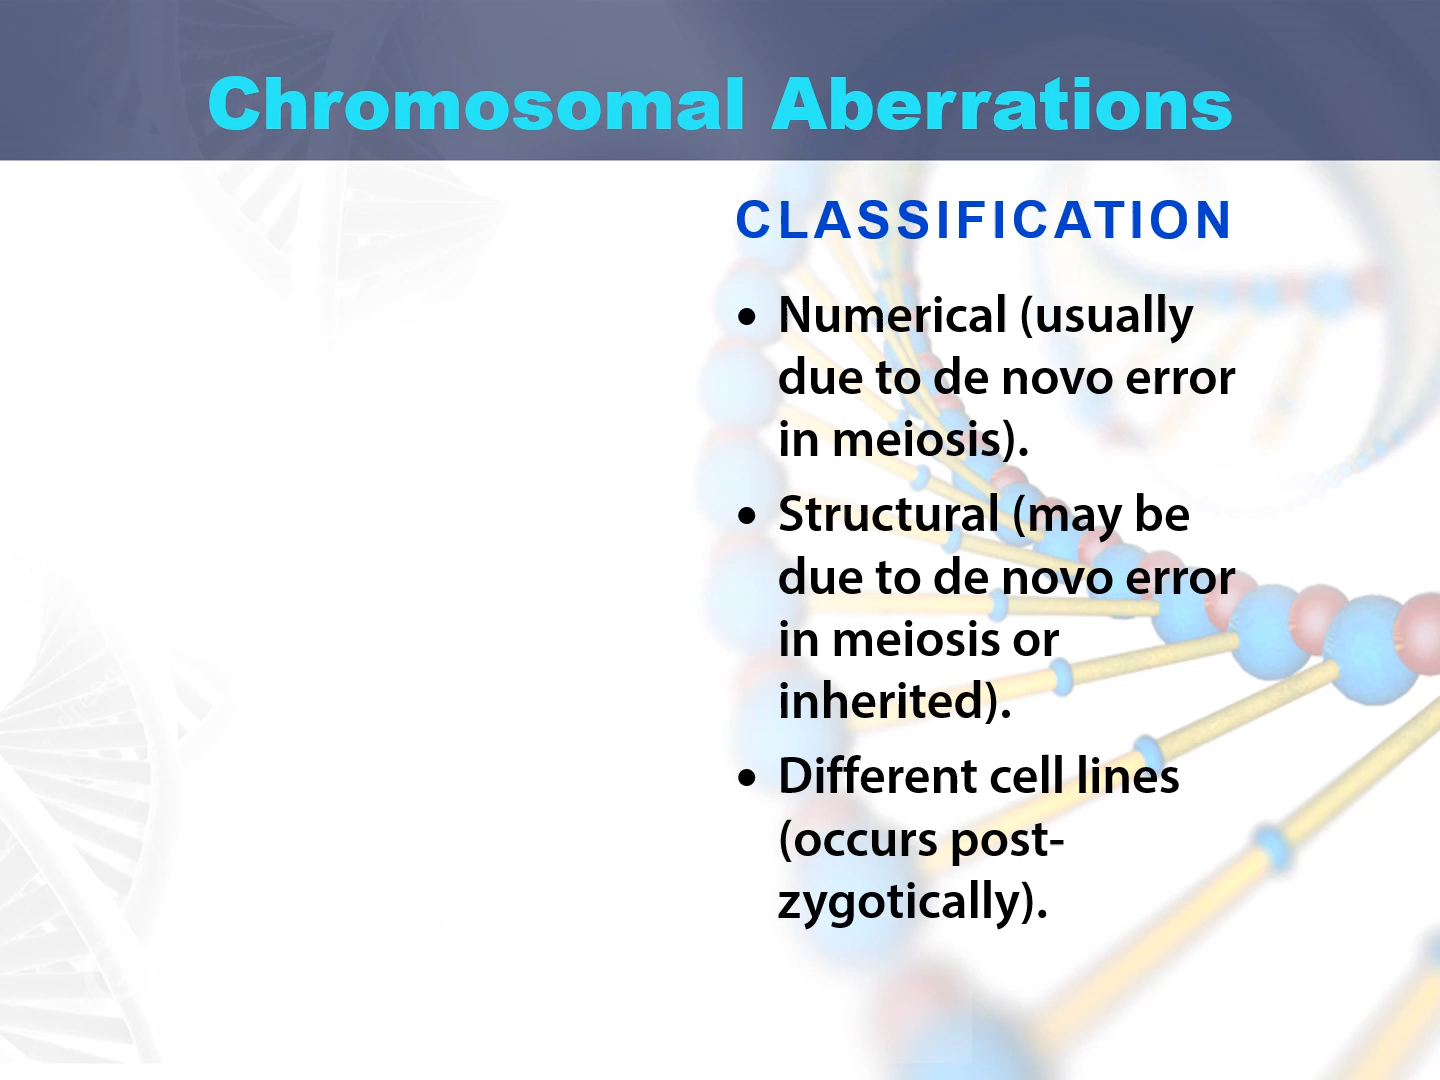 Chromosomal Aberrations
CLASSIFICATION
• Numerical (usually
due to de novo error
in meiosis).
• Structural (may be
due to de novo error
in meiosis or
inherited).
• Different cell lines
(occurs post-
zygotically).